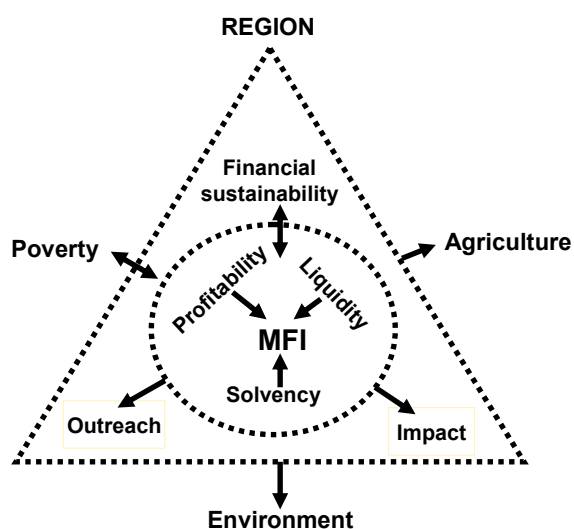 REGION
Financial
sustainability
Poverty
Agriculture
Profitability
Liquidity
MFI
Solvency
Outreach
Impact
Environment